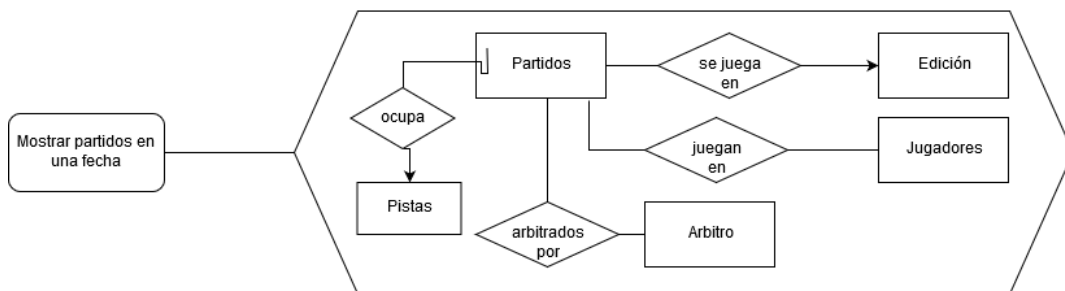 Mostrar partidos en
una fecha
Partidos
se juega
en
Edición
ocupa
juegan
en
Jugadores
Pistas
arbitrados
por
Arbitro